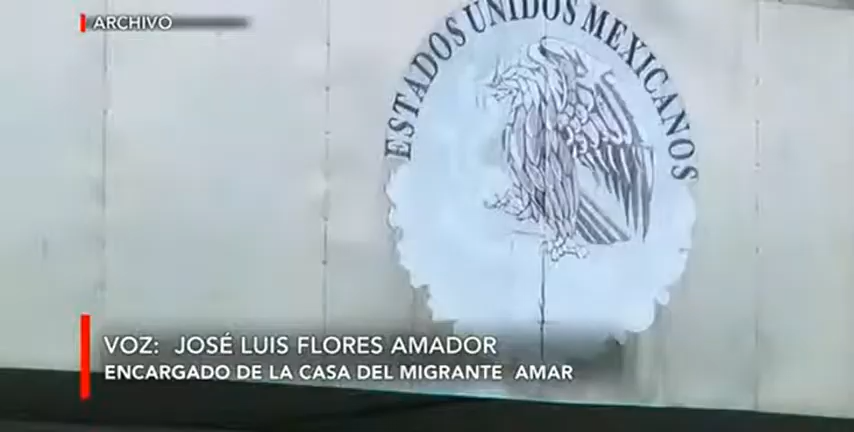 ARCHIVO
ESTADOS UNIDOS MEXICANOS
VOZ: JOSÉ LUIS FLORES AMADOR
ENCARGADO DE LA CASA DEL MIGRANTE AMAR